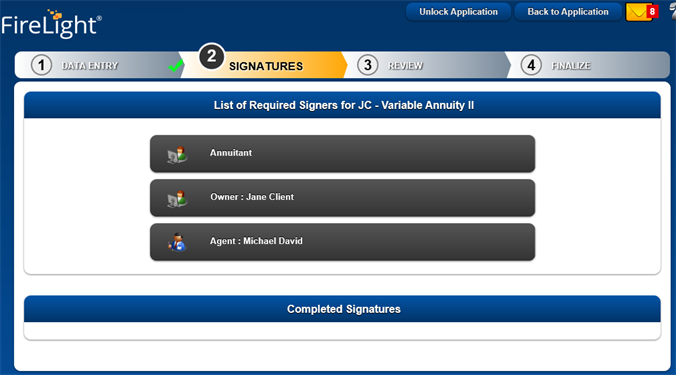 FireLight®
Unlock Application
Back to Application
8
1 DATA ENTRY
2 SIGNATURES
3 REVIEW
4 FINALIZE
List of Required Signers for JC - Variable Annuity II
Annuitant
Owner : Jane Client
Agent : Michael David
Completed Signatures